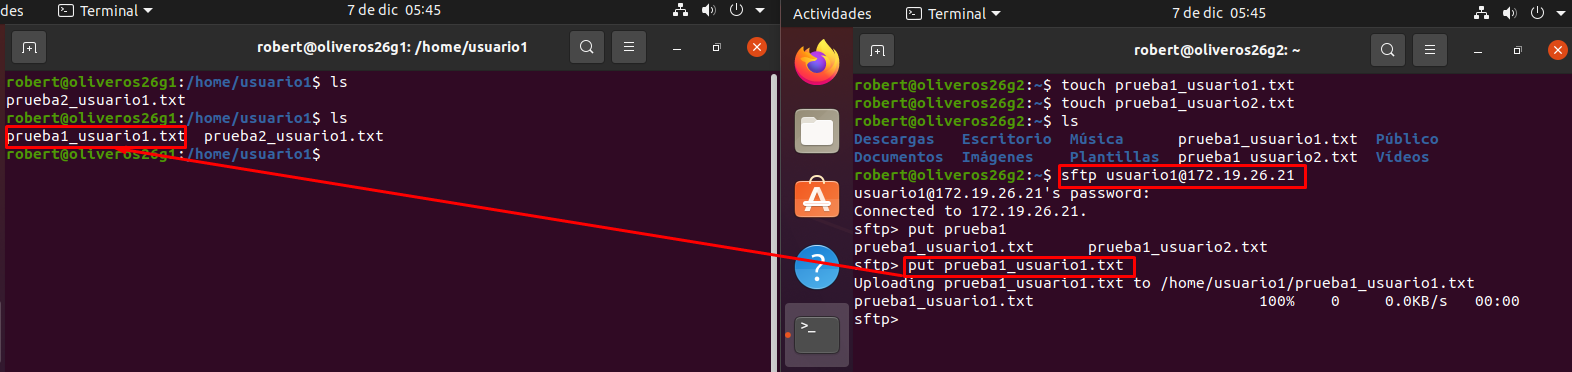 des Terminal 7 de dic 05:45
robert@oliveros26g1: /home/usuario1
robert@oliveros26g1:/home/usuario1$ ls
prueba2_usuario1.txt
robert@oliveros26g1:/home/usuario1$ ls
prueba1_usuario1.txt prueba2_usuario1.txt
robert@oliveros26g1:/home/usuario1$
Actividades Terminal 7 de dic 05:45
robert@oliveros26g2: ~
robert@oliveros26g2:~$ touch prueba1_usuario1.txt
robert@oliveros26g2:~$ touch prueba1_usuario2.txt
robert@oliveros26g2:~$ ls
Descargas Escritorio Música prueba1_usuario1.txt Público
Documentos Imágenes Plantillas prueba1_usuario2.txt Vídeos
robert@oliveros26g2:~$ sftp usuario1@172.19.26.21
usuario1@172.19.26.21's password:
Connected to 172.19.26.21.
sftp> put prueba1
prueba1_usuario1.txt prueba1_usuario2.txt
sftp> put prueba1_usuario1.txt
Uploading prueba1_usuario1.txt to /home/usuario1/prueba1_usuario1.txt
prueba1_usuario1.txt 100% 0 0.0KB/s 00:00
sftp>